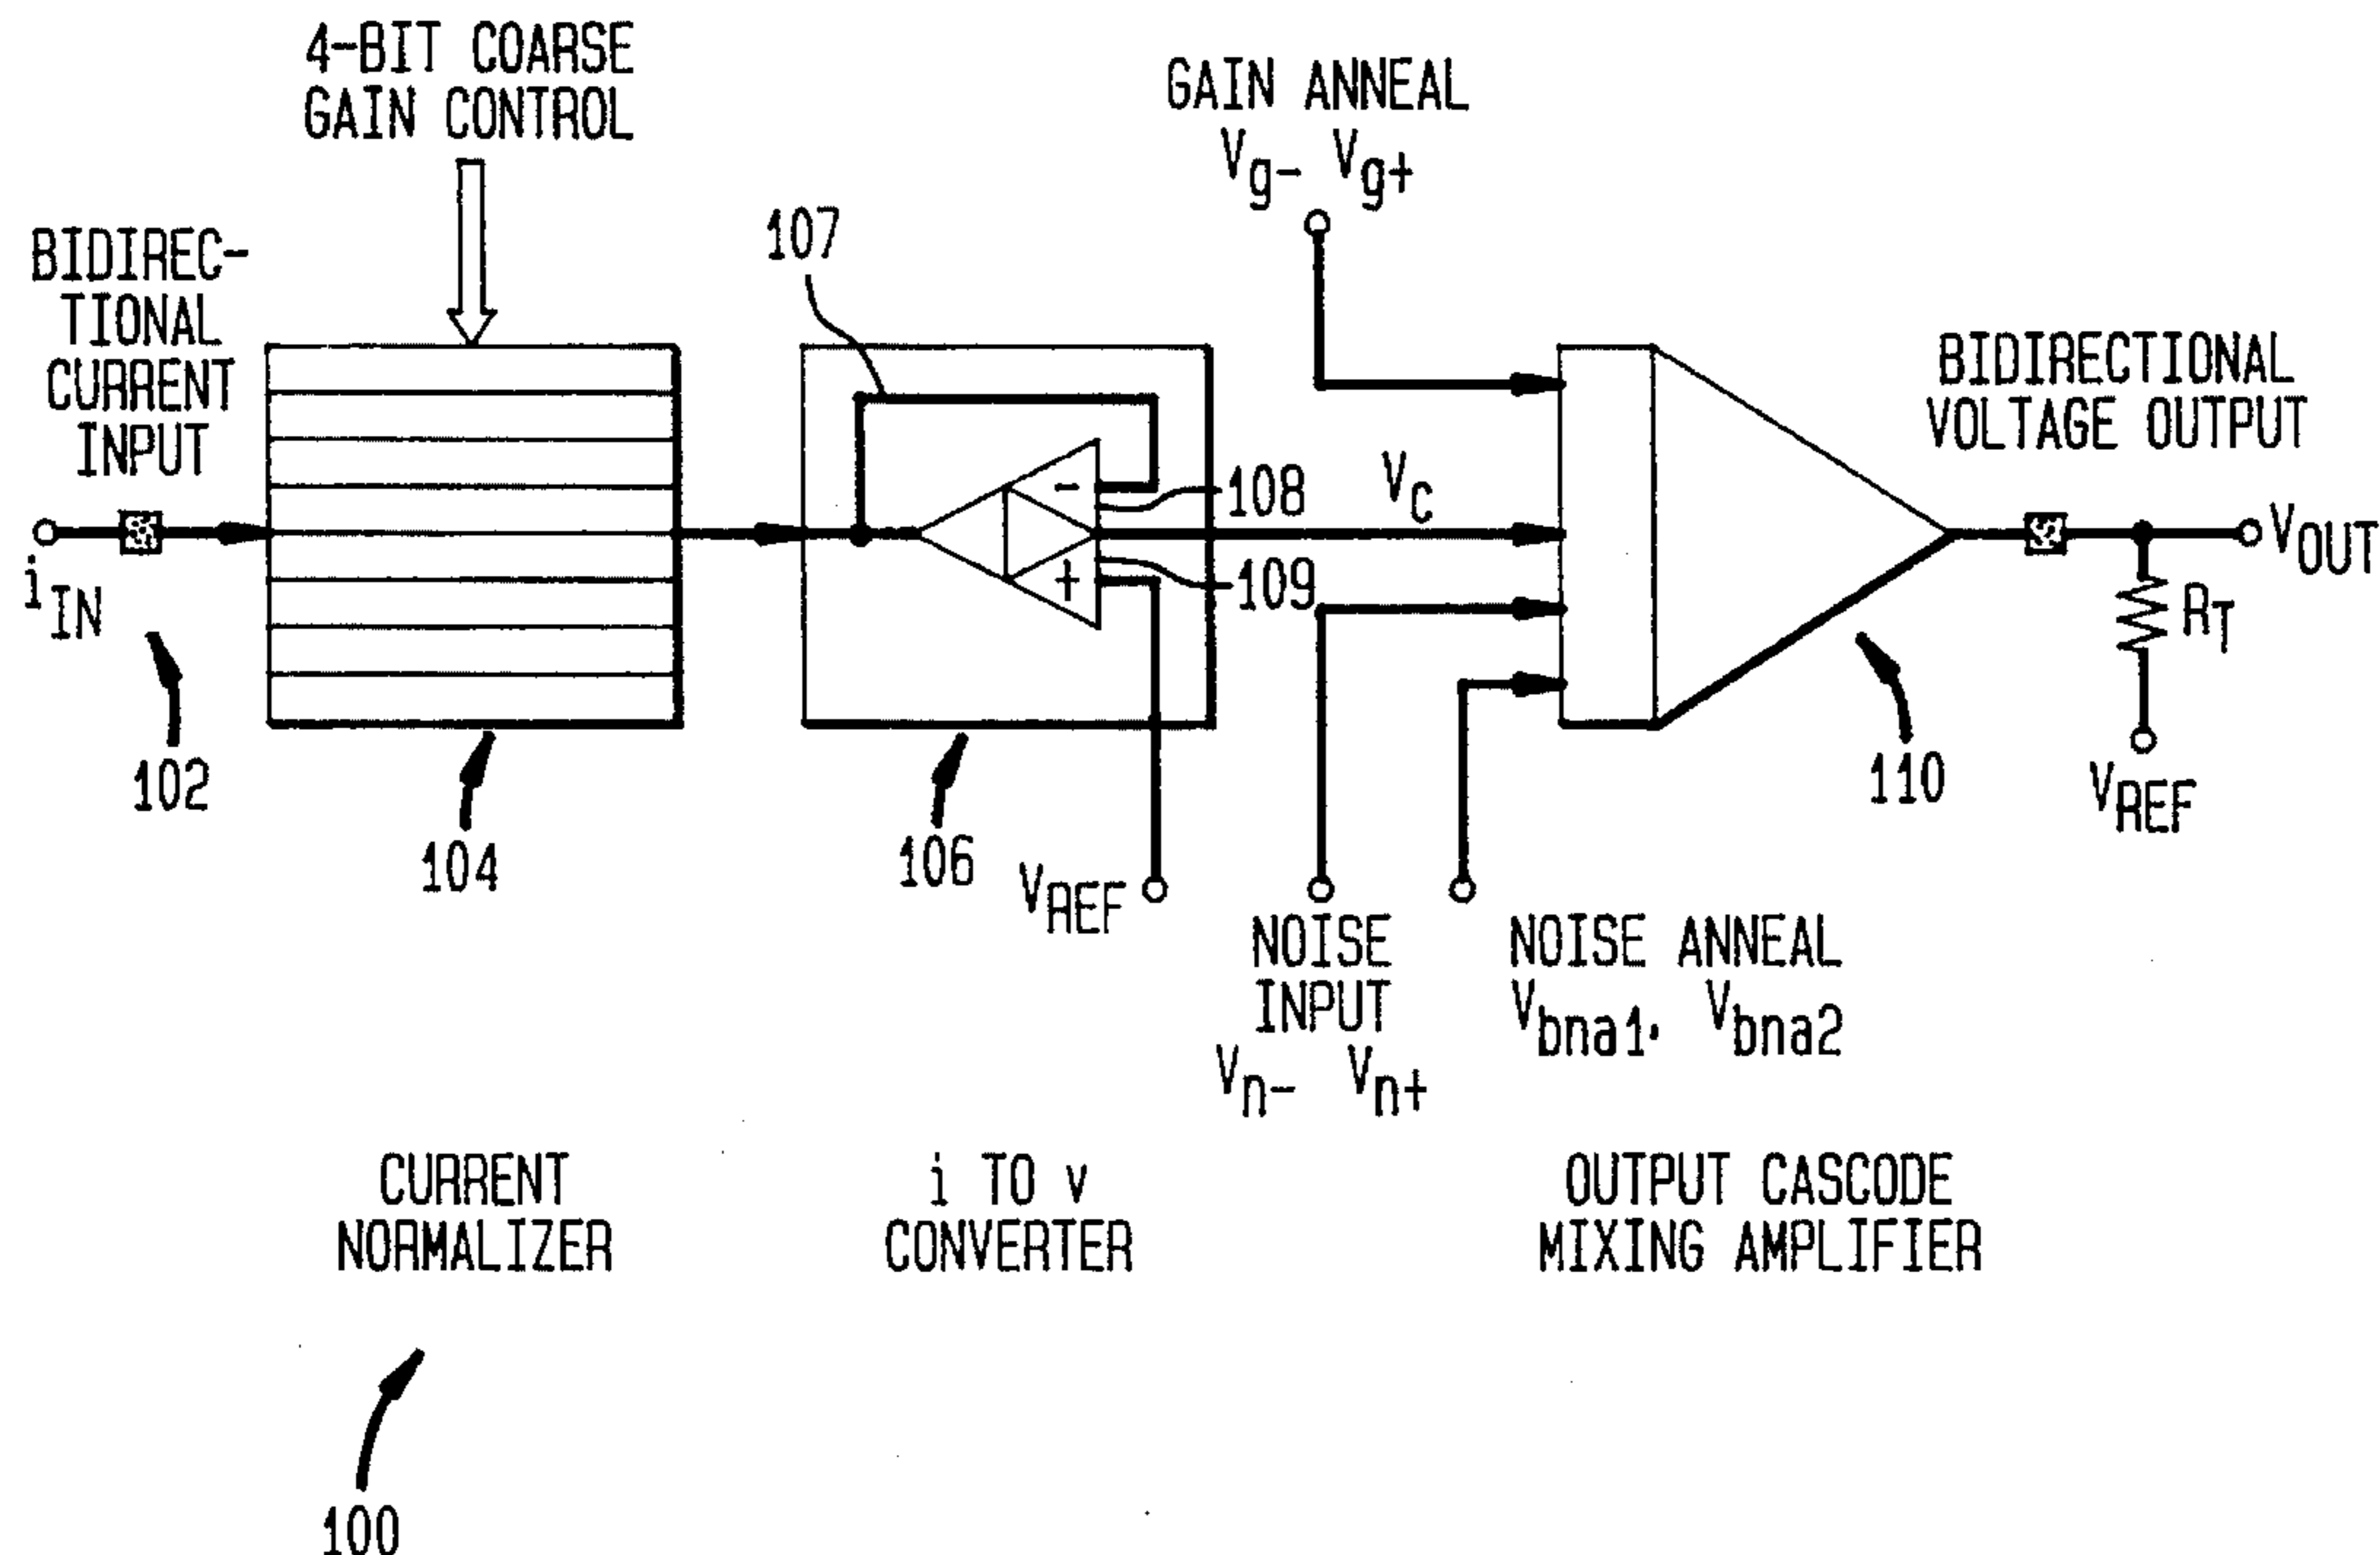 4-BIT COARSE
GAIN CONTROL
GAIN ANNEAL
Vg- Vg+
BIDIREC-
TIONAL
CURRENT
INPUT
iIN
102
104
107
-
+
108
109
106
VREF
VC
NOISE
INPUT
Vn- Vn+
NOISE ANNEAL
Vbna1, Vbna2
BIDIRECTIONAL
VOLTAGE OUTPUT
VOUT
RT
VREF
110
CURRENT
NORMALIZER
i TO v
CONVERTER
OUTPUT CASCODE
MIXING AMPLIFIER
100